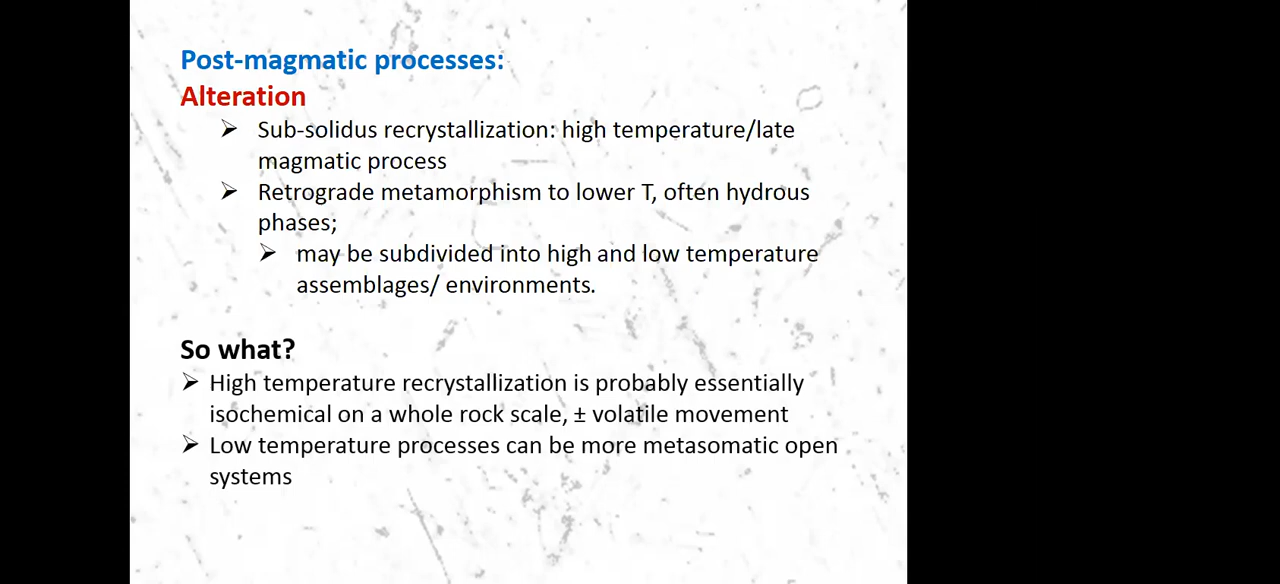 Post-magmatic processes:
Alteration
➢ Sub-solidus recrystallization: high temperature/late
magmatic process
➢ Retrograde metamorphism to lower T, often hydrous
phases;
➢ may be subdivided into high and low temperature
assemblages/ environments.
So what?
➢ High temperature recrystallization is probably essentially
isochemical on a whole rock scale, ± volatile movement
➢ Low temperature processes can be more metasomatic open
systems